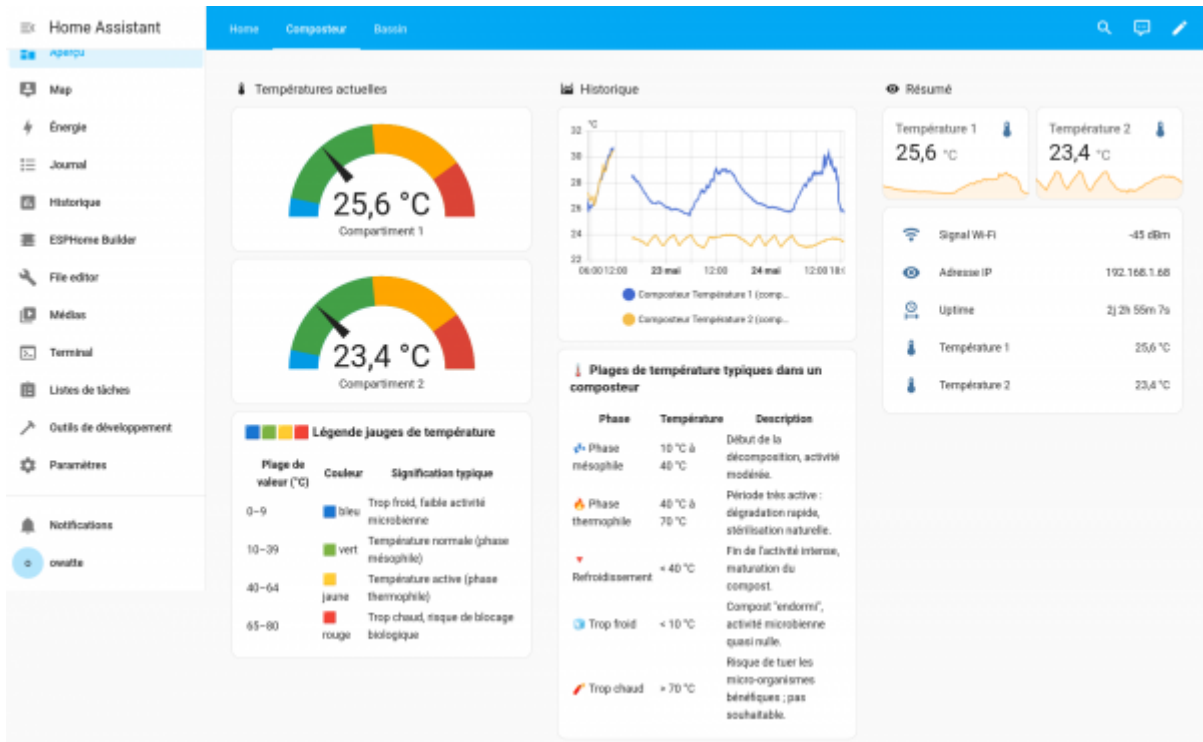 Home Assistant
Home Composteur Bassin
Aperçu
Map
Énergie
Journal
Historique
ESPHome Builder
File editor
Médias
Terminal
Listes de tâches
Outils de développement
Paramètres
Notifications
o owatte
Températures actuelles
25,6 °C
Compartiment 1
23,4 °C
Compartiment 2
Légende jauges de température
Plage de
valeur (°C) Couleur Signification typique
0–9 bleu Trop froid, faible activité
microbienne
10–39 vert Température normale (phase
mésophile)
40–64 jaune Température active (phase
thermophile)
65–80 rouge Trop chaud, risque de blocage
biologique
Historique
°C
32
30
28
26
24
22
06:00 12:00 23 mai 12:00 24 mai 12:00
Composteur Température 1 (comp...
Composteur Température 2 (comp...
Plages de température typiques dans un
composteur
Phase Température Description
Phase
mésophile
10 °C à
40 °C
Début de la
décomposition, activité
modérée.
Phase
thermophile
40 °C à
70 °C
Période très active :
dégradation rapide,
stérilisation naturelle.
Refroidissement
< 40 °C
Fin de l'activité intense,
maturation du
compost.
Trop froid
< 10 °C
Compost "endormi",
activité microbienne
quasi nulle.
Trop chaud
> 70 °C
Risque de tuer les
micro-organismes
bénéfiques ; pas
souhaitable.
Résumé
Température 1
25,6 °C
Température 2
23,4 °C
Signal Wi-Fi -45 dBm
Adresse IP 192.168.1.68
Uptime 2j 2h 55m 7s
Température 1 25,6 °C
Température 2 23,4 °C